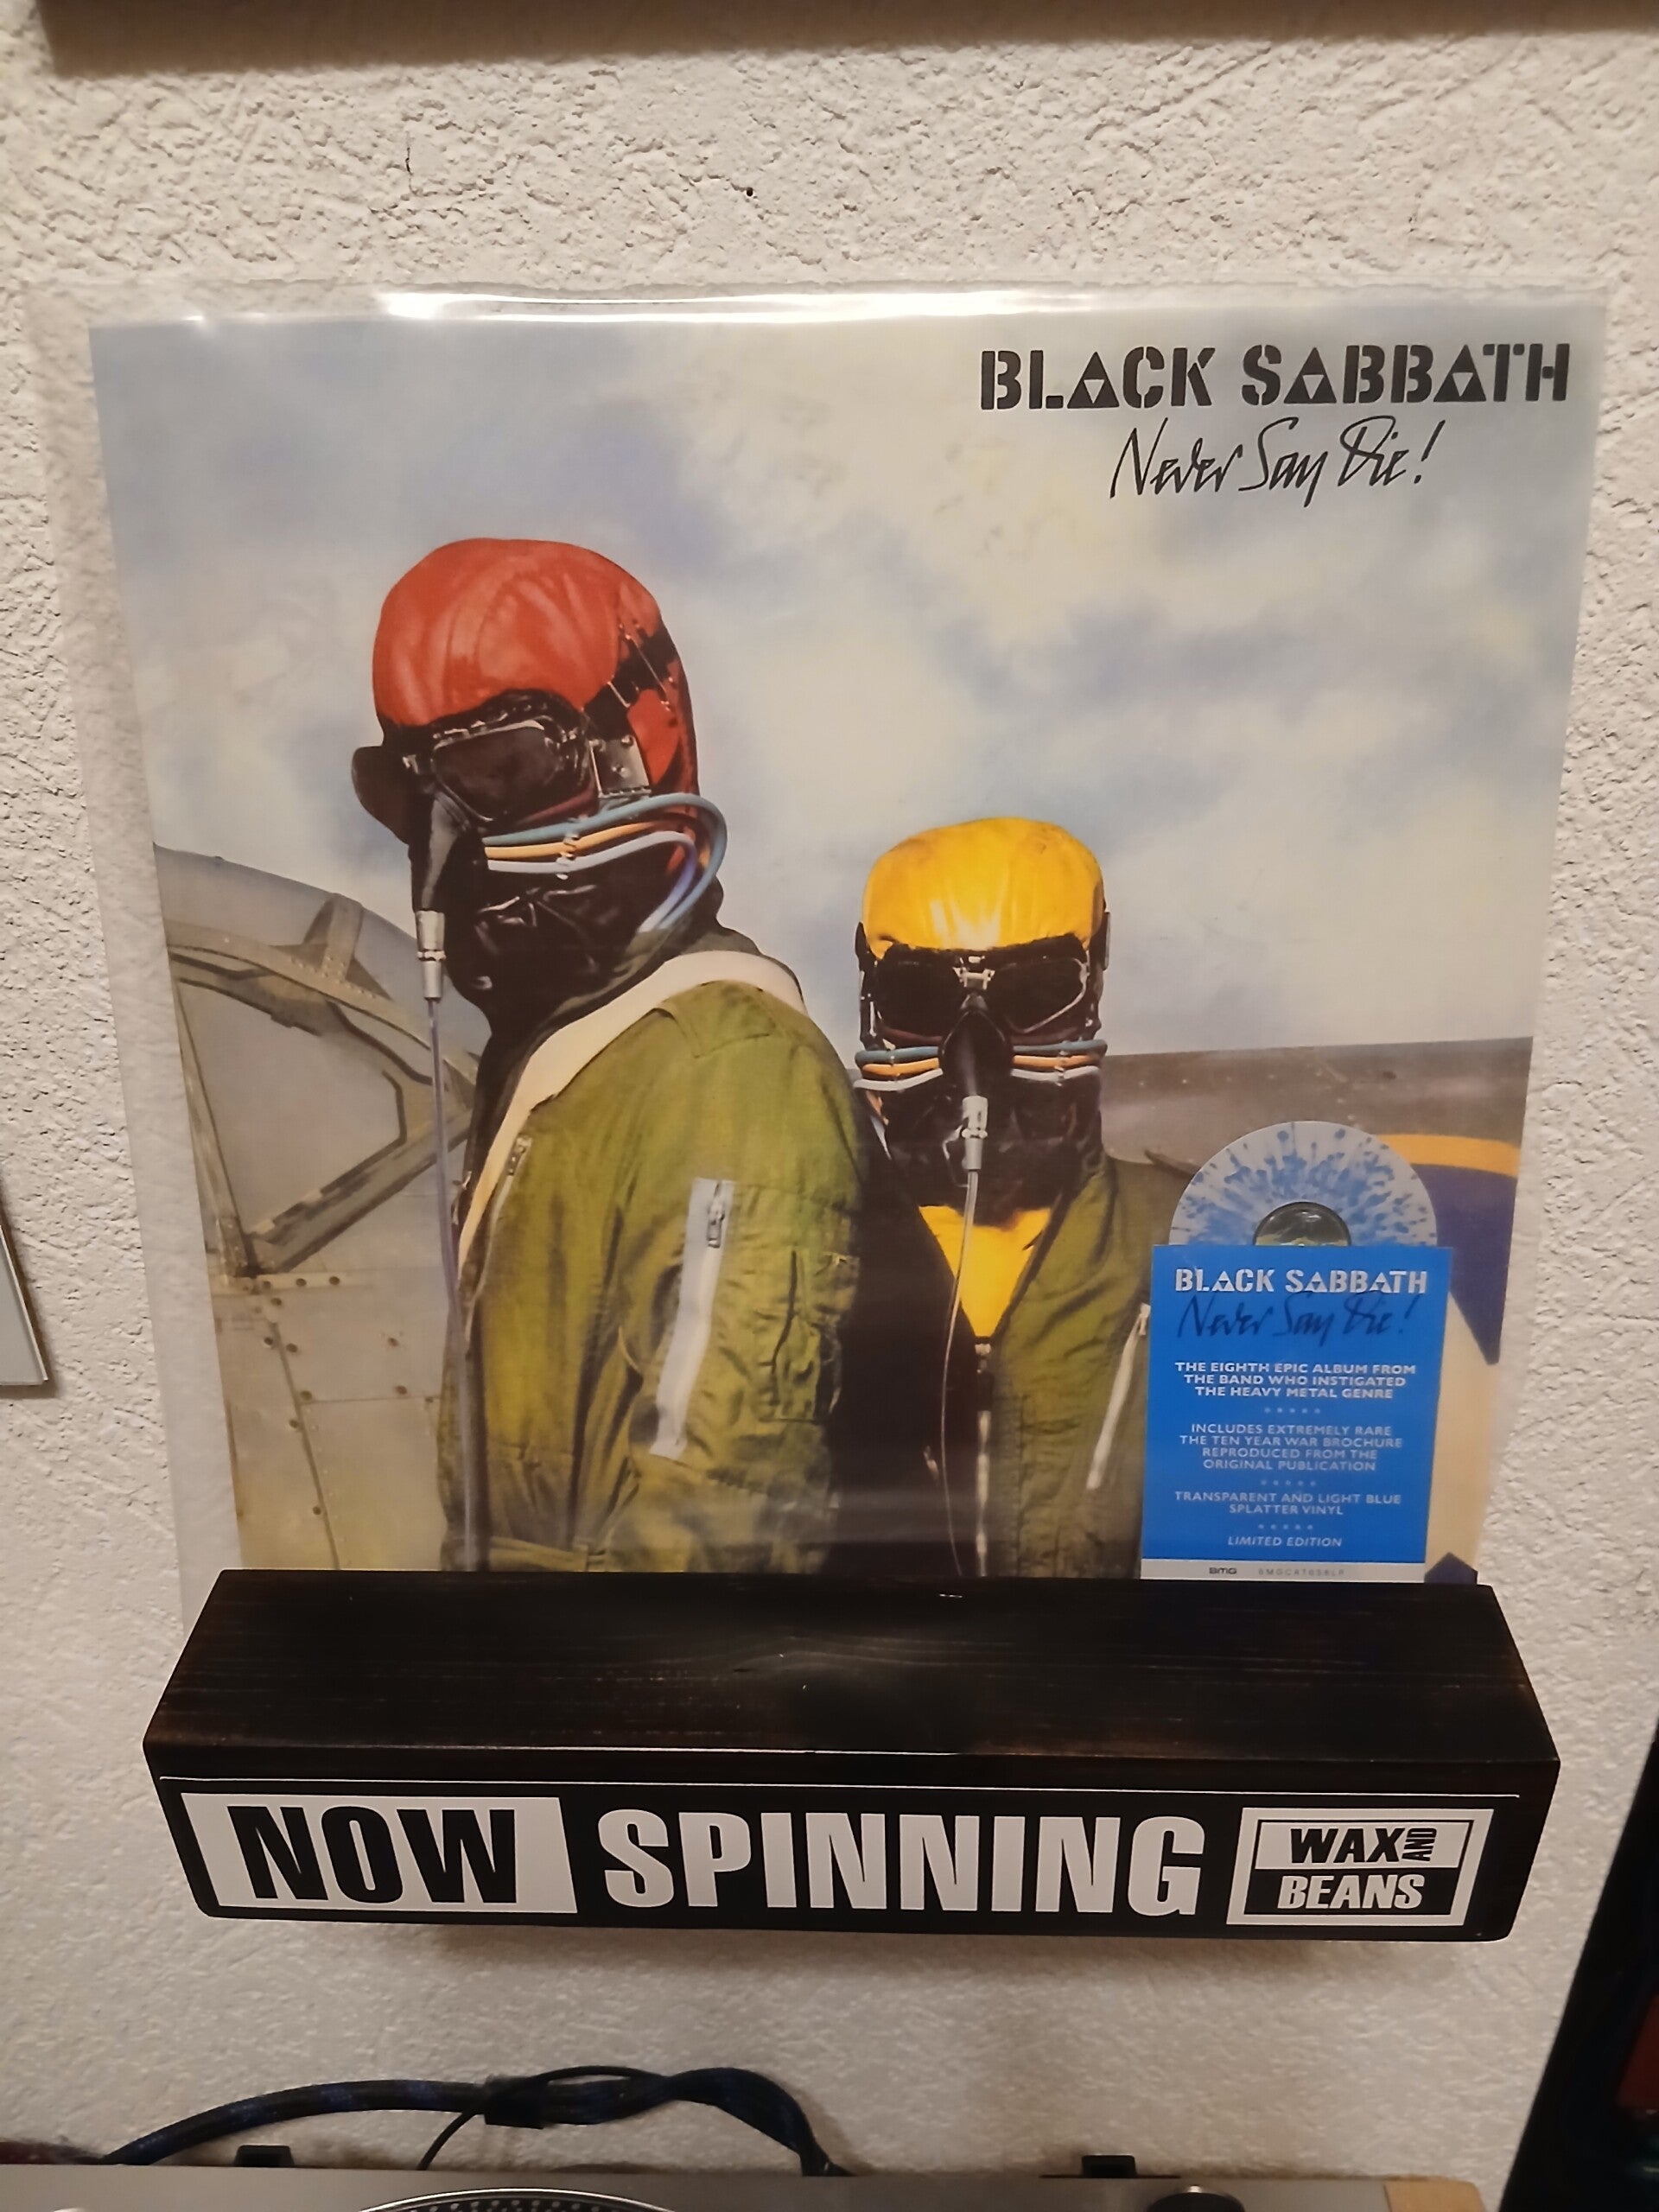 BLACK SABBATH
Never Say Die!
BLACK SABBATH
Never Say Die!
THE EIGHTH EPIC ALBUM FROM
THE BAND WHO INSTIGATED
THE HEAVY METAL GENRE
INCLUDES EXTREMELY RARE
THE TEN YEAR WAR BROCHURE
REPRODUCED FROM THE
ORIGINAL PUBLICATION
TRANSPARENT AND LIGHT BLUE
SPLATTER VINYL
LIMITED EDITION
BMG
NOW SPINNING
WAX AND
BEANS